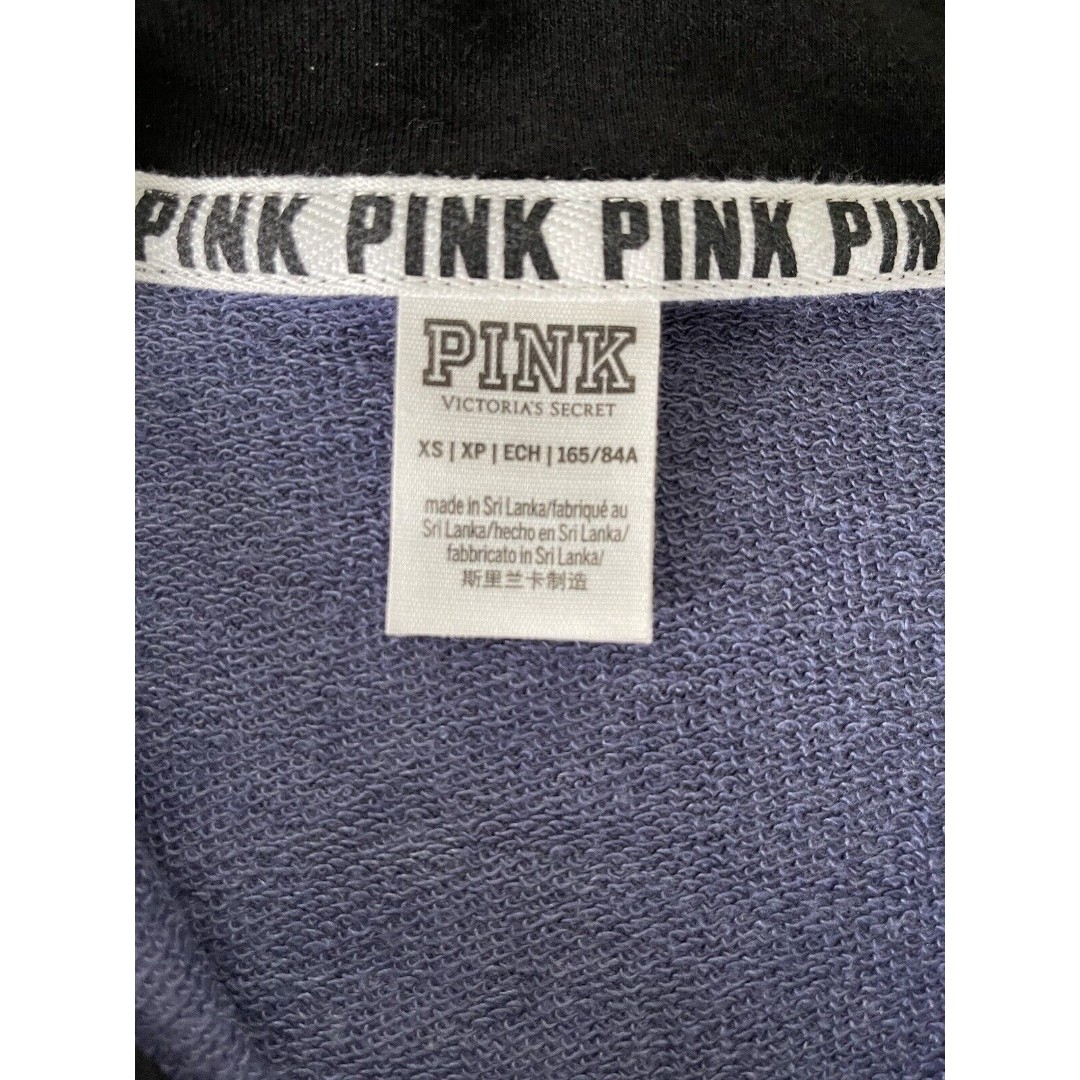 PINK PINK PINK PIN
PINK
VICTORIA'S SECRET
XS | XP | ECH | 165/84A
made in Sri Lanka/fabriqué au
Sri Lanka/hecho en Sri Lanka/
fabbricato in Sri Lanka/
斯里兰卡制造